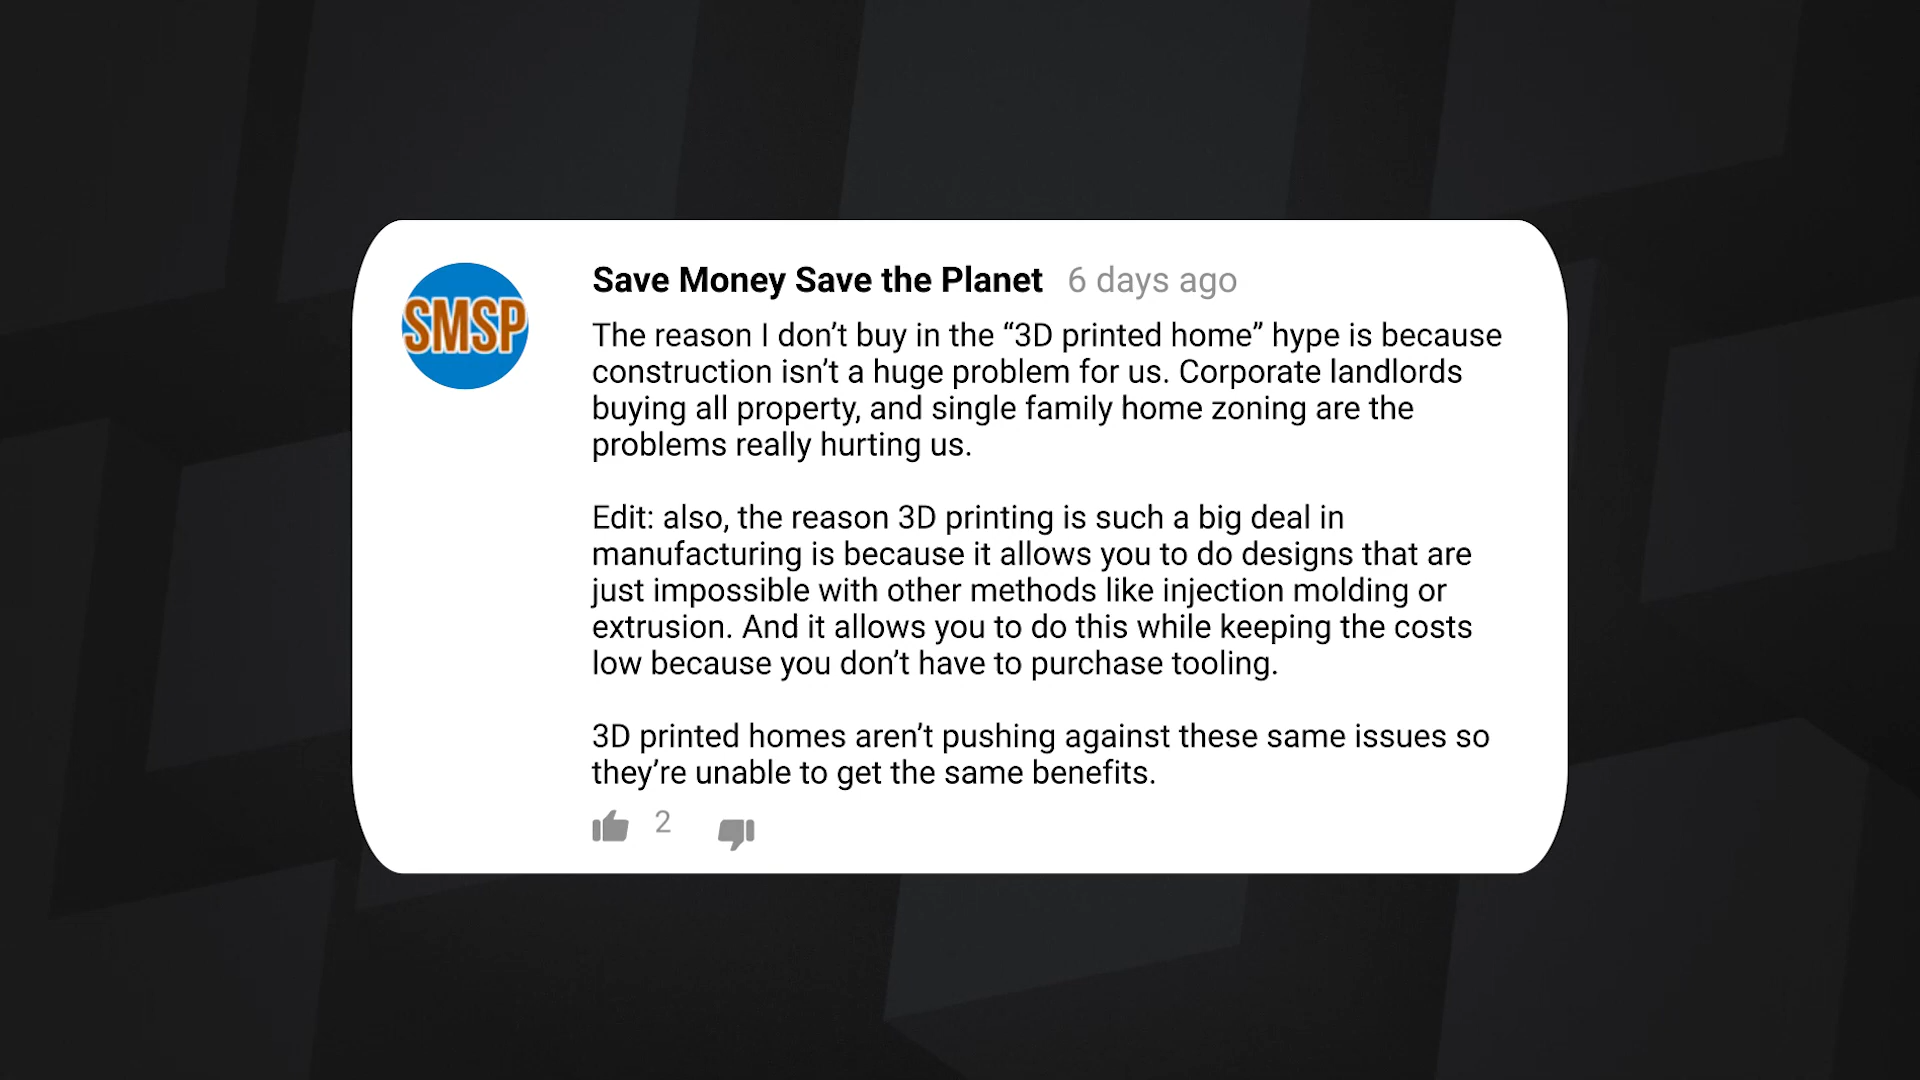 SMSP
Save Money Save the Planet 6 days ago
The reason I don’t buy in the “3D printed home” hype is because
construction isn’t a huge problem for us. Corporate landlords
buying all property, and single family home zoning are the
problems really hurting us.
Edit: also, the reason 3D printing is such a big deal in
manufacturing is because it allows you to do designs that are
just impossible with other methods like injection molding or
extrusion. And it allows you to do this while keeping the costs
low because you don’t have to purchase tooling.
3D printed homes aren’t pushing against these same issues so
they’re unable to get the same benefits.
2